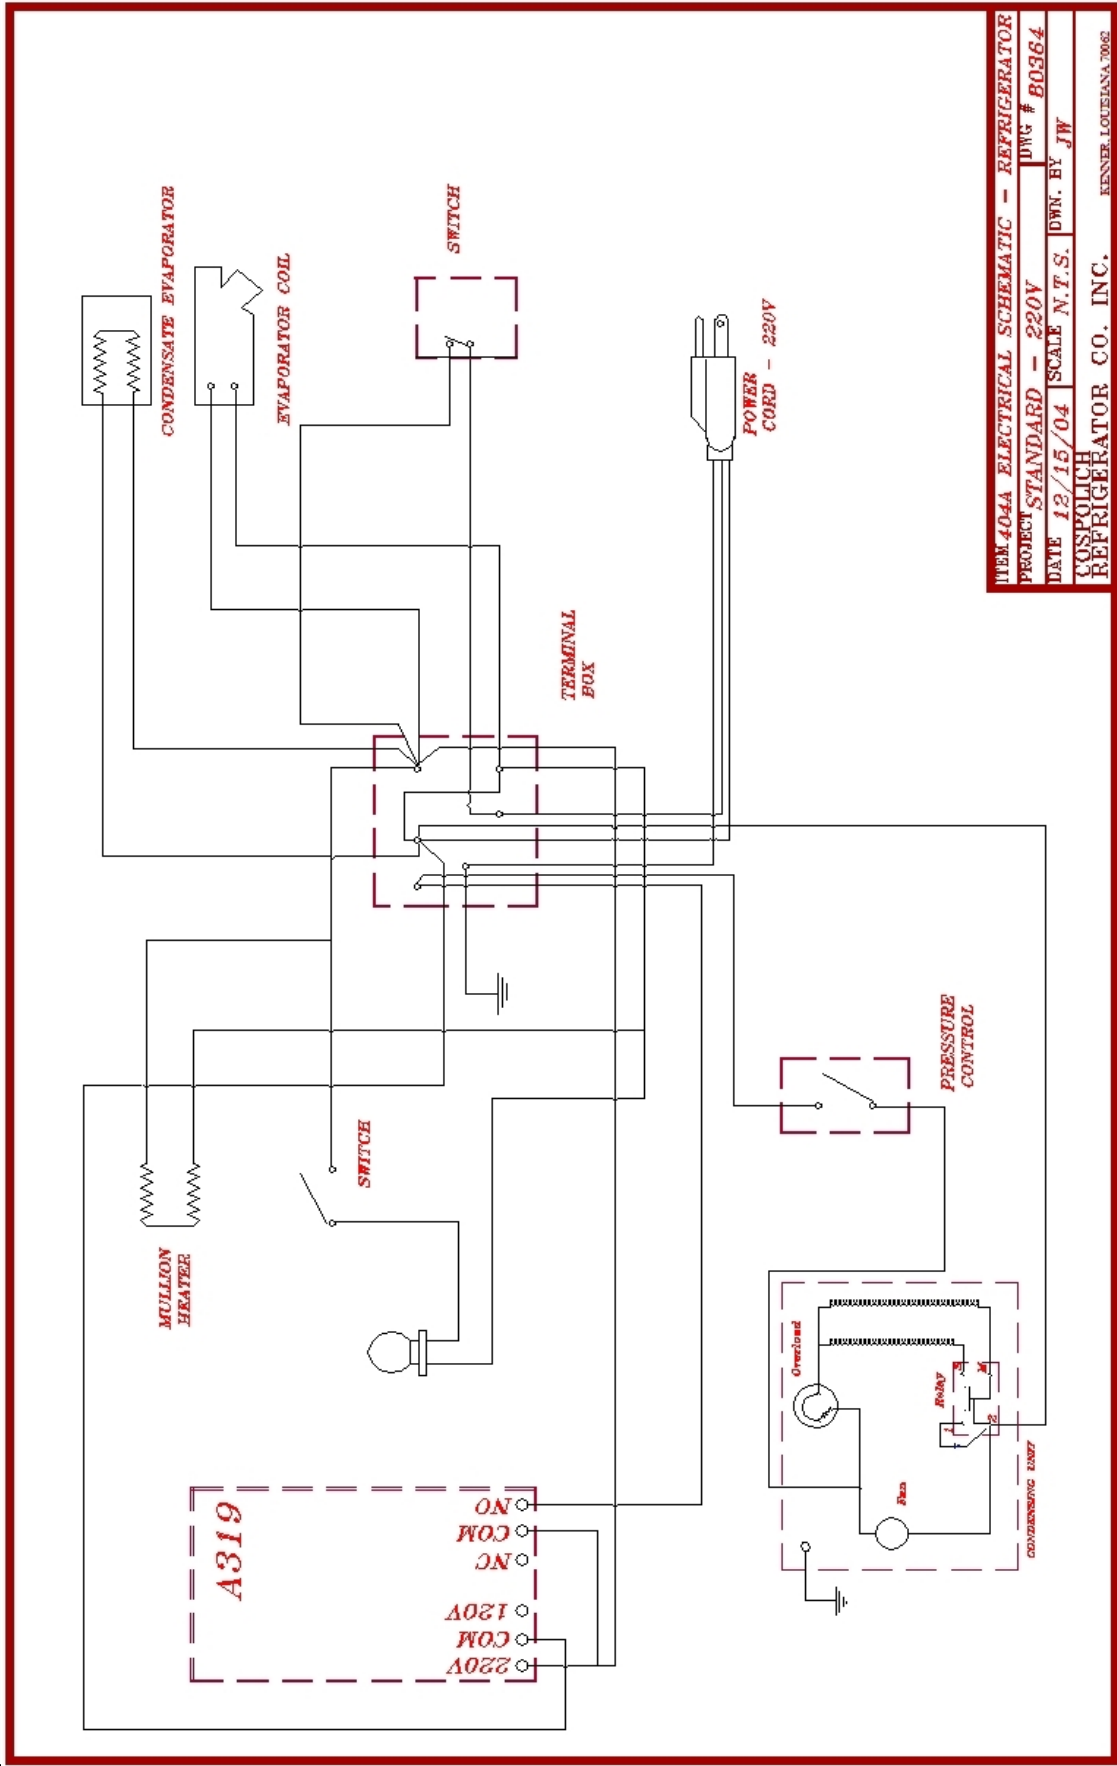 CONDENSATE EVAPORATOR
EVAPORATOR COIL
SWITCH
POWER
CORD - 220V
TERMINAL
BOX
MULLION
HEATER
SWITCH
PRESSURE
CONTROL
A319
220V
COM
120V
NC
COM
NO
Overload
Relay
S
M
1
2
Fan
CONDENSING UNIT
ITEM 404A ELECTRICAL SCHEMATIC - REFRIGERATOR
PROJECT STANDARD - 220V DWG # B0364
DATE 12/15/04 SCALE N.T.S. DWN. BY JW
COSPOLICH
REFRIGERATOR CO. INC. KENNER, LOUISIANA 70062